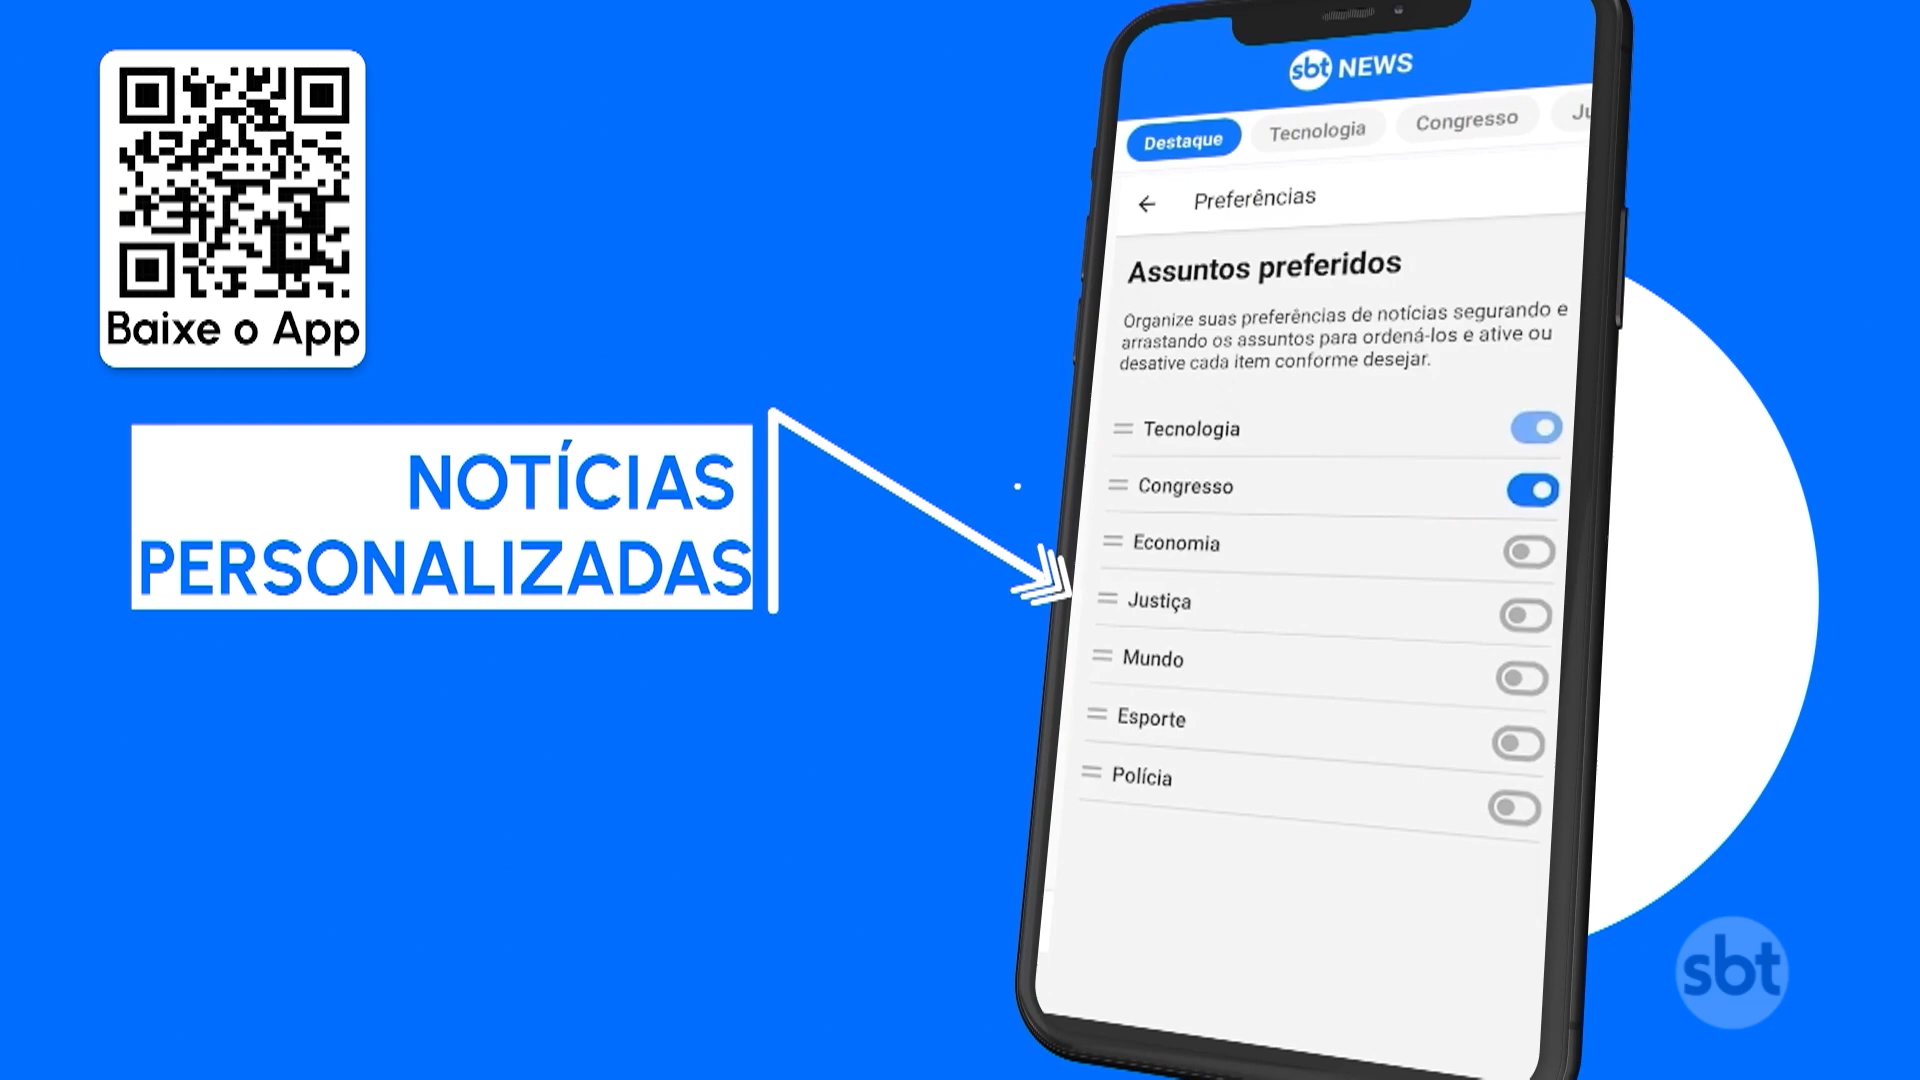 Baixe o App
NOTÍCIAS
PERSONALIZADAS
sbt NEWS
Destaque
Tecnologia
Congresso
Ju
Preferências
Assuntos preferidos
Organize suas preferências de notícias segurando e
arrastando os assuntos para ordená-los e ative ou
desative cada item conforme desejar.
Tecnologia
Congresso
Economia
Justiça
Mundo
Esporte
Polícia
sbt